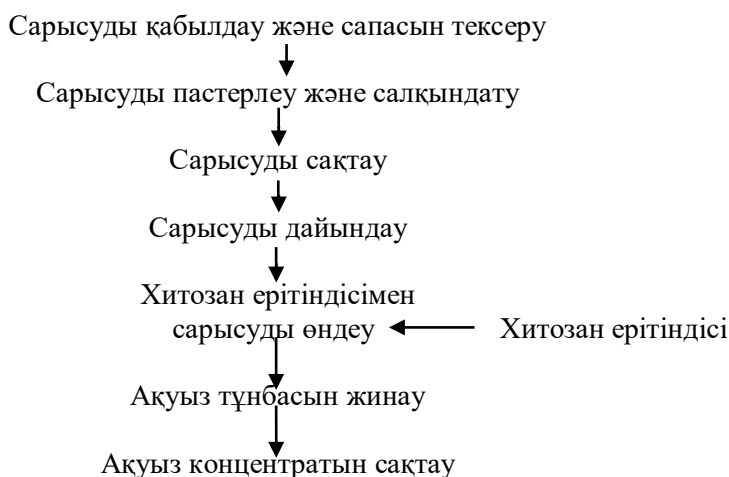 Сарысуды қабылдау және сапасын тексеру
Сарысуды пастерлеу және салқындату
Сарысуды сақтау
Сарысуды дайындау
Хитозан ерітіндісімен
сарысуды өндеу
Хитозан ерітіндісі
Ақуыз тұнбасын жинау
Ақуыз концентратын сақтау